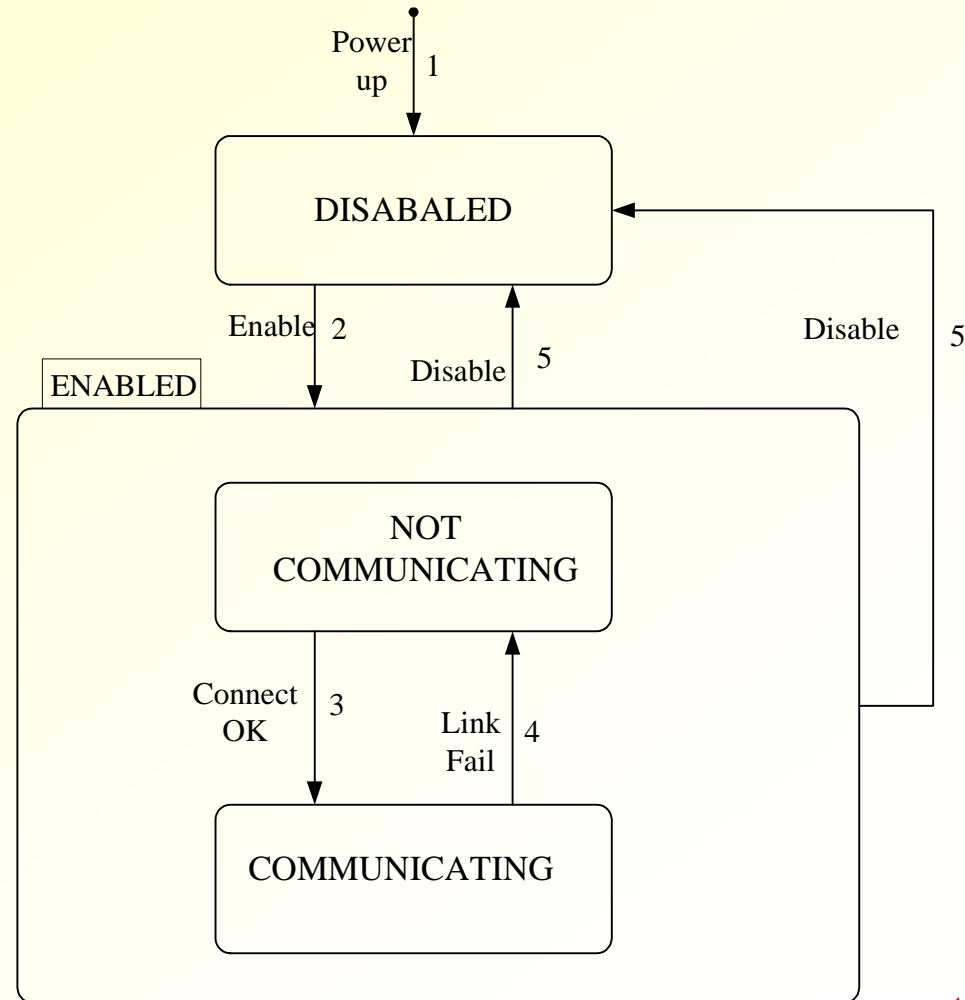 Power
up
1
DISABALED
Enable 2
Disable 5
Disable 5
ENABLED
NOT
COMMUNICATING
Connect
OK
3
Link
Fail
4
COMMUNICATING